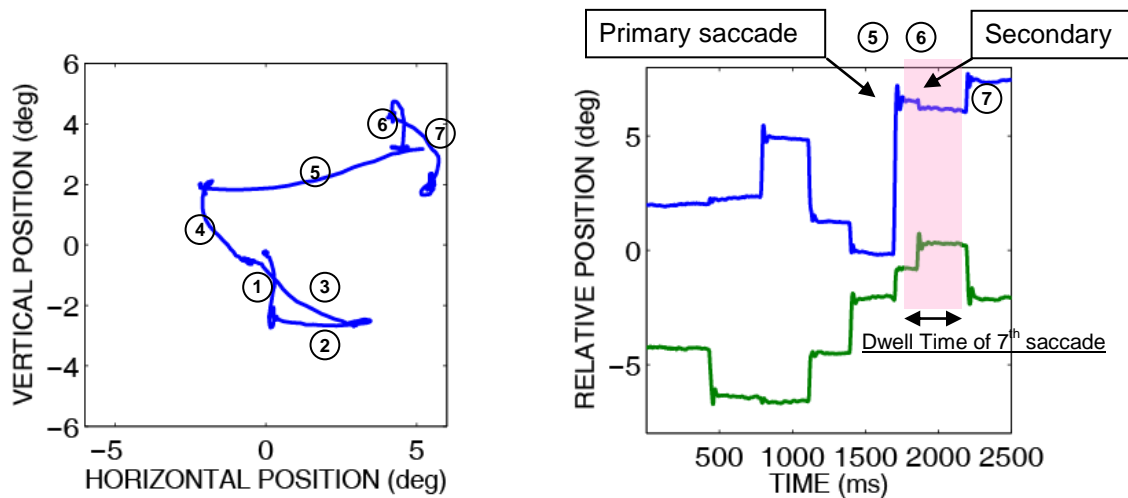 6
4
2
0
−2
−4
−6
VERTICAL POSITION (deg)
−5 0 5
HORIZONTAL POSITION (deg)
1
2
3
4
5
6
7
Primary saccade
5 6
Secondary
7
5
0
−5
RELATIVE POSITION (deg)
Dwell Time of 7th saccade
500 1000 1500 2000 2500
TIME (ms)